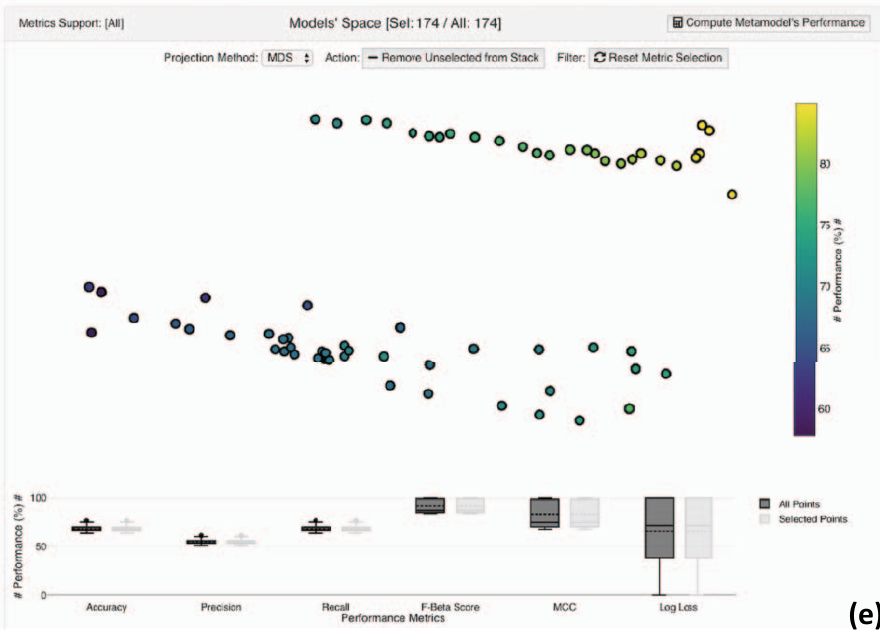 Metrics Support: [All]
Models' Space [Sel:174 / All: 174]
Compute Metamodel's Performance
Projection Method: MDS Action: Remove Unselected from Stack Filter: Reset Metric Selection
80
75
70
65
60
# Performance (%) #
100
50
0
# Performance (%) #
All Points
Selected Points
Accuracy Precision Recall F-Beta Score MCC Log Loss
Performance Metrics
(e)